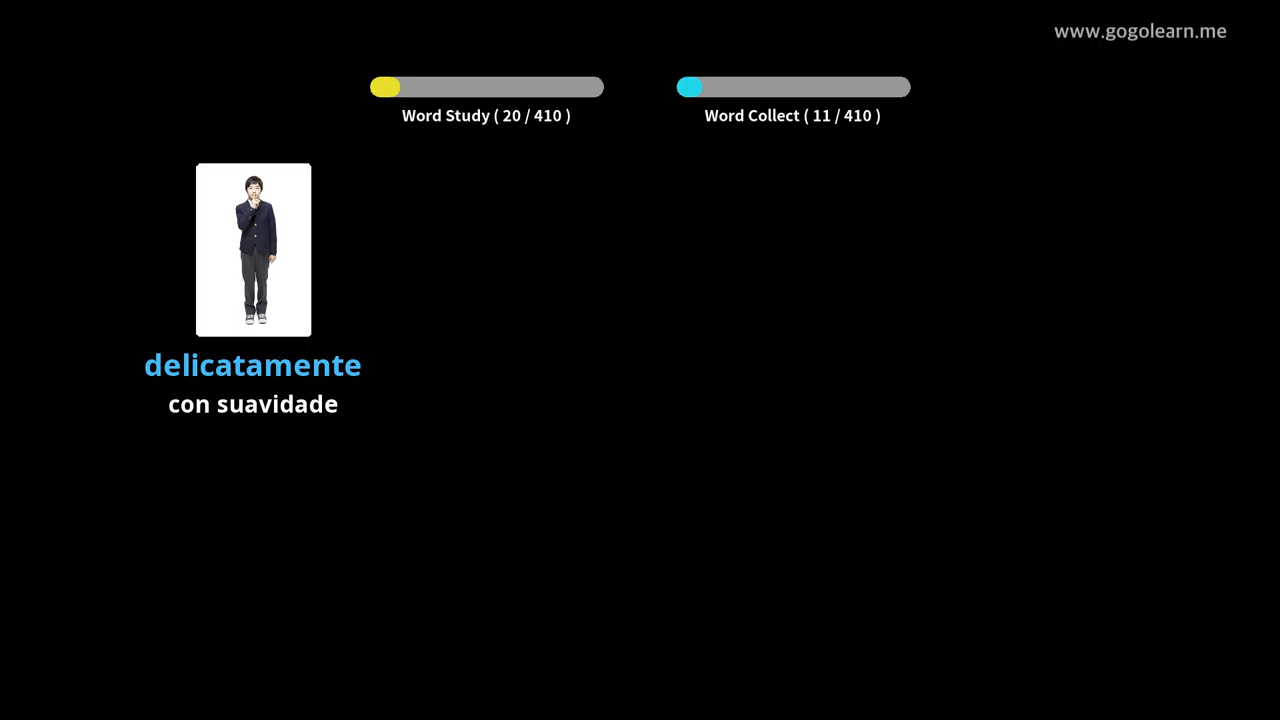 www.gogolearn.me
Word Study ( 20 / 410 )
Word Collect ( 11 / 410 )
delicatamente
con suavidade